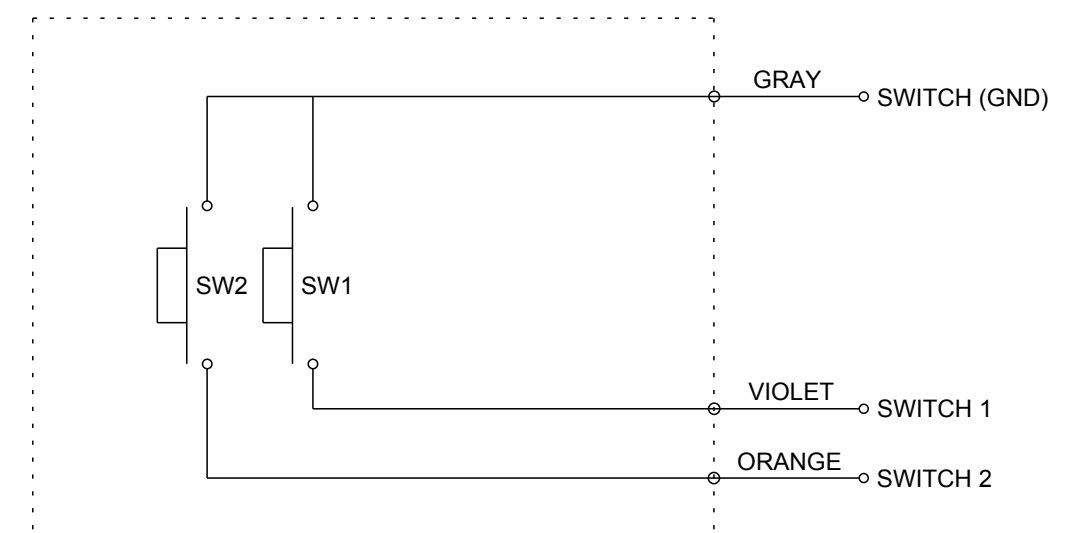 GRAY
SWITCH (GND)
SW2
SW1
VIOLET
SWITCH 1
ORANGE
SWITCH 2